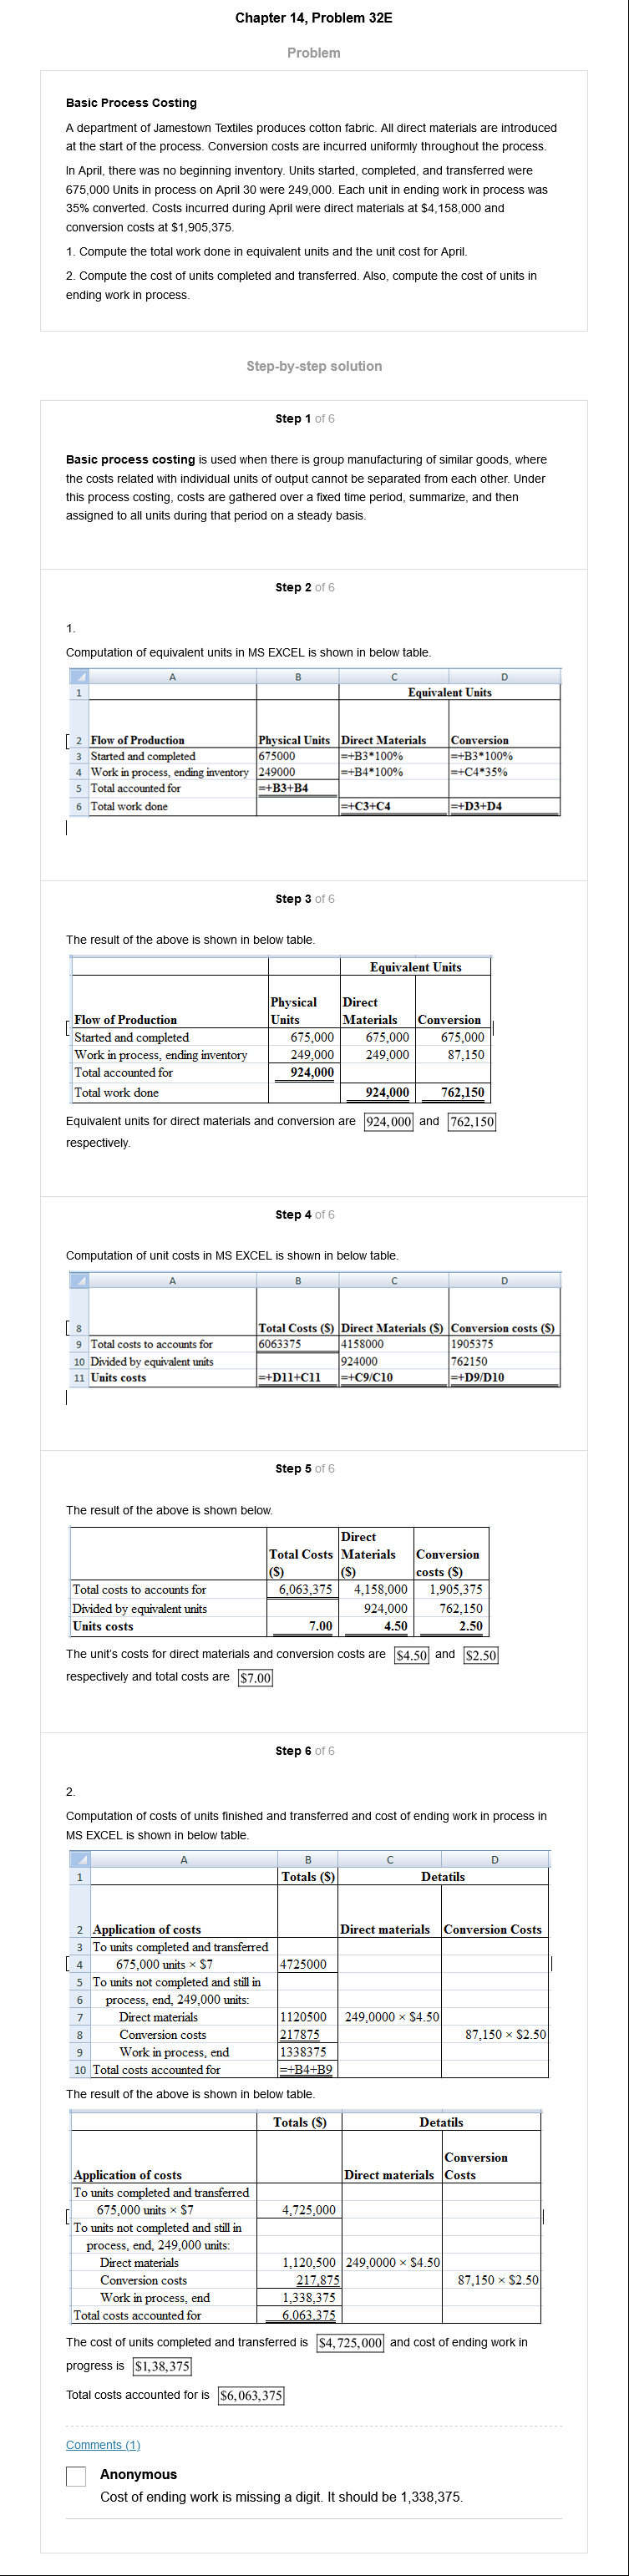 Chapter 14, Problem 32E
Problem
Basic Process Costing
A department of Jamestown Textiles produces cotton fabric. All direct materials are introduced
at the start of the process. Conversion costs are incurred uniformly throughout the process.
In April, there was no beginning inventory. Units started, completed, and transferred were
675,000 Units in process on April 30 were 249,000. Each unit in ending work in process was
35% converted. Costs incurred during April were direct materials at $4,158,000 and
conversion costs at $1,905,375.
1. Compute the total work done in equivalent units and the unit cost for April.
2. Compute the cost of units completed and transferred. Also, compute the cost of units in
ending work in process.
Step-by-step solution
Step 1 of 6
Basic process costing is used when there is group manufacturing of similar goods, where
the costs related with individual units of output cannot be separated from each other. Under
this process costing, costs are gathered over a fixed time period, summarize, and then
assigned to all units during that period on a steady basis.
Step 2 of 6
1.
Computation of equivalent units in MS EXCEL is shown in below table.
A B C D
1 Equivalent Units
2 Flow of Production Physical Units Direct Materials Conversion
3 Started and completed 675000 =+B3*100% =+B3*100%
4 Work in process, ending inventory 249000 =+B4*100% =+C4*35%
5 Total accounted for =+B3+B4
6 Total work done =+C3+C4 =+D3+D4
Step 3 of 6
The result of the above is shown in below table.
Equivalent Units
Physical Direct
Flow of Production Units Materials Conversion
Started and completed 675,000 675,000 675,000
Work in process, ending inventory 249,000 249,000 87,150
Total accounted for 924,000
Total work done 924,000 762,150
Equivalent units for direct materials and conversion are 924,000 and 762,150
respectively.
Step 4 of 6
Computation of unit costs in MS EXCEL is shown in below table.
A B C D
8 Total Costs ($) Direct Materials ($) Conversion costs ($)
9 Total costs to accounts for 6063375 4158000 1905375
10 Divided by equivalent units 924000 762150
11 Units costs =+D11+C11 =+C9/C10 =+D9/D10
Step 5 of 6
The result of the above is shown below.
Direct
Total Costs Materials Conversion
($) ($) costs ($)
Total costs to accounts for 6,063,375 4,158,000 1,905,375
Divided by equivalent units 924,000 762,150
Units costs 7.00 4.50 2.50
The unit's costs for direct materials and conversion costs are $4.50 and $2.50
respectively and total costs are $7.00
Step 6 of 6
2.
Computation of costs of units finished and transferred and cost of ending work in process in
MS EXCEL is shown in below table.
A B C D
1 Totals ($) Detatils
2 Application of costs Direct materials Conversion Costs
3 To units completed and transferred
4 675,000 units × $7 4725000
5 To units not completed and still in
6 process, end, 249,000 units:
7 Direct materials 1120500 249,0000 × $4.50
8 Conversion costs 217875 87,150 × $2.50
9 Work in process, end 1338375
10 Total costs accounted for =+B4+B9
The result of the above is shown in below table.
Totals ($) Detatils
Conversion
Application of costs Direct materials Costs
To units completed and transferred
675,000 units × $7 4,725,000
To units not completed and still in
process, end, 249,000 units:
Direct materials 1,120,500 249,0000 × $4.50
Conversion costs 217,875 87,150 × $2.50
Work in process, end 1,338,375
Total costs accounted for 6,063,375
The cost of units completed and transferred is $4,725,000 and cost of ending work in
progress is $1,38,375
Total costs accounted for is $6,063,375
Comments (1)
Anonymous
Cost of ending work is missing a digit. It should be 1,338,375.